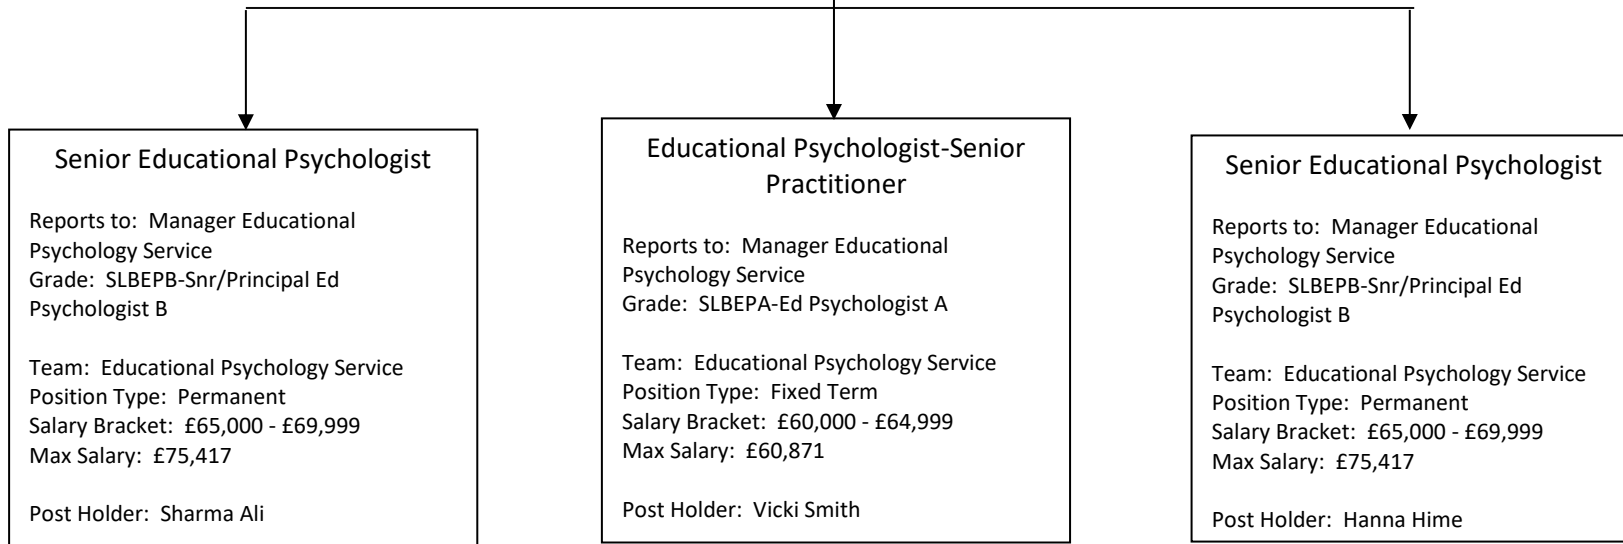 Senior Educational Psychologist
Reports to: Manager Educational
Psychology Service
Grade: SLBEPB-Snr/Principal Ed
Psychologist B
Team: Educational Psychology Service
Position Type: Permanent
Salary Bracket: £65,000 - £69,999
Max Salary: £75,417
Post Holder: Sharma Ali
Educational Psychologist-Senior
Practitioner
Reports to: Manager Educational
Psychology Service
Grade: SLBEPA-Ed Psychologist A
Team: Educational Psychology Service
Position Type: Fixed Term
Salary Bracket: £60,000 - £64,999
Max Salary: £60,871
Post Holder: Vicki Smith
Senior Educational Psychologist
Reports to: Manager Educational
Psychology Service
Grade: SLBEPB-Snr/Principal Ed
Psychologist B
Team: Educational Psychology Service
Position Type: Permanent
Salary Bracket: £65,000 - £69,999
Max Salary: £75,417
Post Holder: Hanna Hime